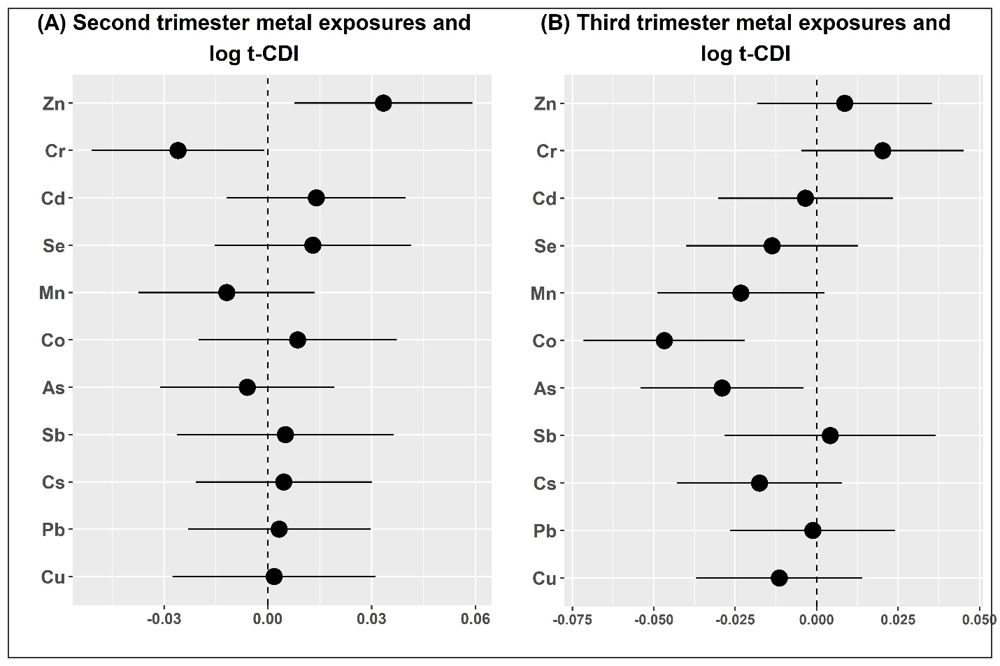 (A) Second trimester metal exposures and
log t-CDI
Zn
Cr
Cd
Se
Mn
Co
As
Sb
Cs
Pb
Cu
-0.03 0.00 0.03 0.06
(B) Third trimester metal exposures and
log t-CDI
Zn
Cr
Cd
Se
Mn
Co
As
Sb
Cs
Pb
Cu
-0.075 -0.050 -0.025 0.000 0.025 0.050